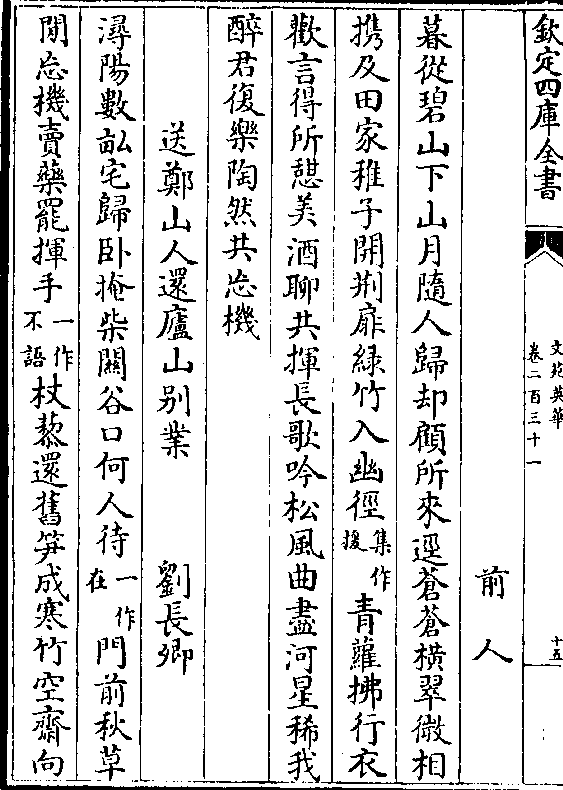 欽定四庫全書
文苑英華
卷二百三十一
十五
前人
暮從碧山下山月隨人歸却顧所來逕蒼蒼橫翠微相
携及田家稚子開荆扉綠竹入幽徑集作援青蘿拂行衣
歡言得所憇美酒聊共揮長歌吟松風曲盡河星稀我
醉君復樂陶然共忘機
送鄭山人還廬山别業 劉長卿
潯陽數畝宅歸卧掩柴關谷口何人待一作在門前秋草
閒忘機賣藥罷揮手一作不語杖藜還舊笋成寒竹空齋向